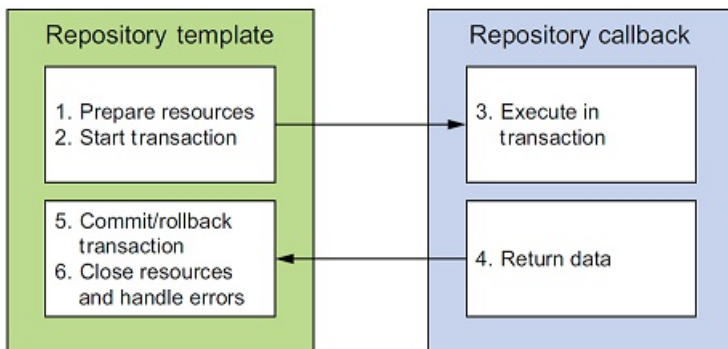 Repository template
1. Prepare resources
2. Start transaction
5. Commit/rollback
transaction
6. Close resources
and handle errors
Repository callback
3. Execute in
transaction
4. Return data